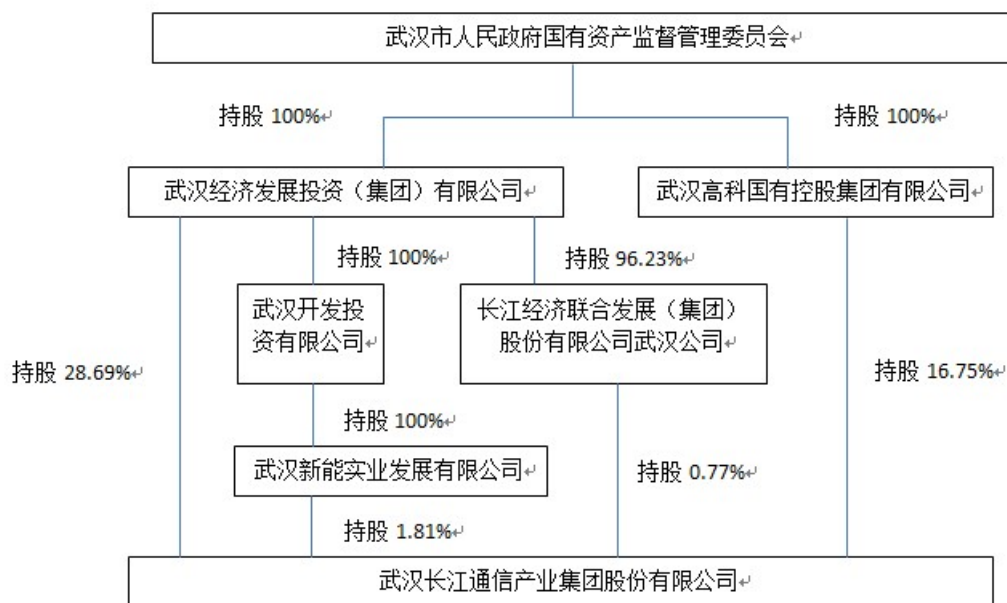 武汉市人民政府国有资产监督管理委员会↵
持股 100%↵
持股 100%↵
武汉经济发展投资（集团）有限公司↵
武汉高科国有控股集团有限公司↵
持股 100%↵
持股 96.23%↵
武汉开发投
资有限公司↵
长江经济联合发展（集团）
股份有限公司武汉公司↵
持股 28.69%↵
持股 16.75%↵
持股 100%↵
武汉新能实业发展有限公司↵
持股 0.77%↵
持股 1.81%↵
武汉长江通信产业集团股份有限公司↵